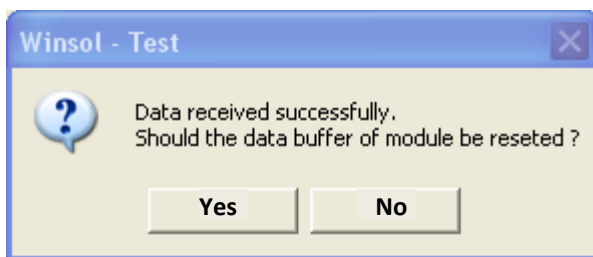 Winsol - Test
Data received successfully.
Should the data buffer of module be reseted ?
Yes No